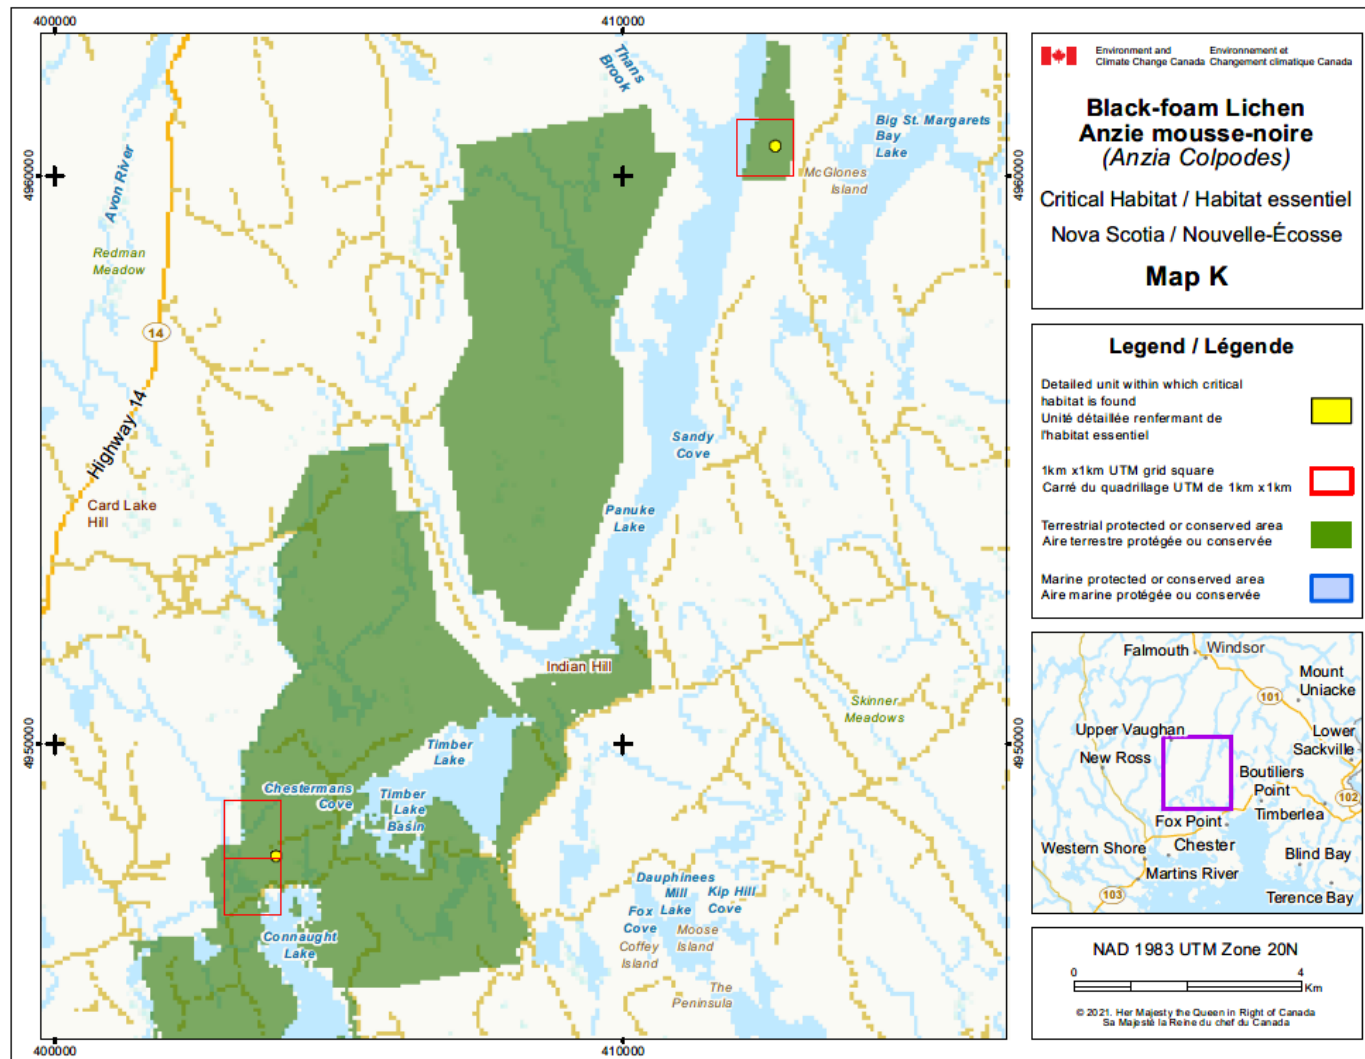 400000
410000
4960000
4960000
4950000
4950000
400000
410000
Thans
Brook
Big St. Margarets
Bay
Lake
McGlones
Island
Avon River
Redman
Meadow
14
Highway 14
Card Lake
Hill
Sandy
Cove
Panuke
Lake
Indian Hill
Skinner
Meadows
Timber
Lake
Chestermans
Cove
Timber
Lake
Basin
Connaught
Lake
Dauphinees
Mill
Lake
Kip Hill
Cove
Fox
Cove
Coffey
Island
Moose
Island
The
Peninsula
Environment and
Climate Change Canada
Environnement et
Changement climatique Canada
Black-foam Lichen
Anzie mousse-noire
(Anzia Colpodes)
Critical Habitat / Habitat essentiel
Nova Scotia / Nouvelle-Écosse
Map K
Legend / Légende
Detailed unit within which critical
habitat is found
Unité détaillée renfermant de
l'habitat essentiel
1km x1km UTM grid square
Carré du quadrillage UTM de 1km x1km
Terrestrial protected or conserved area
Aire terrestre protégée ou conservée
Marine protected or conserved area
Aire marine protégée ou conservée
Falmouth
Windsor
Mount
Uniacke
101
Upper Vaughan
Lower
Sackville
New Ross
Boutiliers
Point
102
Timberlea
Fox Point
Western Shore
Chester
Blind Bay
Martins River
103
Terence Bay
NAD 1983 UTM Zone 20N
0
4
Km
© 2021. Her Majesty the Queen in Right of Canada
Sa Majesté la Reine du chef du Canada